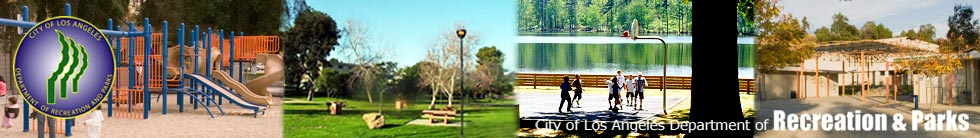 CITY OF LOS ANGELES
DEPARTMENT OF RECREATION AND PARKS
City of Los Angeles Department of Recreation & Parks